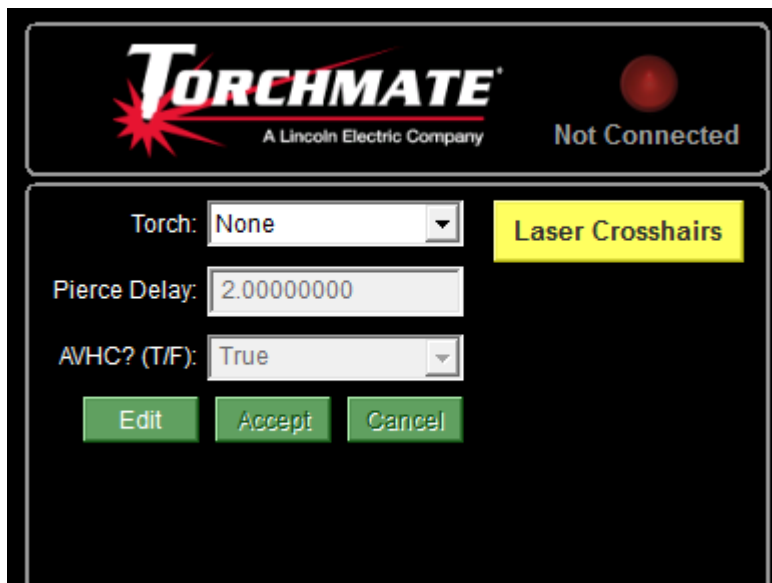 TORCHMATE®
A Lincoln Electric Company
Not Connected
Torch: None
Laser Crosshairs
Pierce Delay: 2.00000000
AVHC? (T/F): True
Edit Accept Cancel